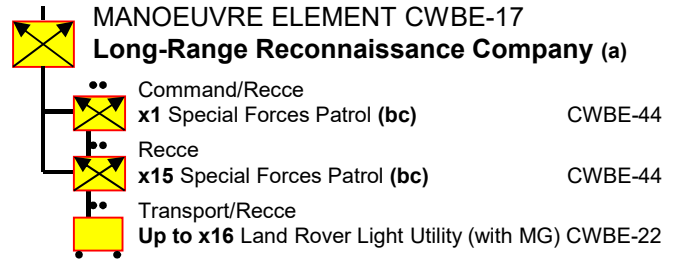 MANOEUVRE ELEMENT CWBE-17
Long-Range Reconnaissance Company (a)
Command/Recce
x1 Special Forces Patrol (bc) CWBE-44
Recce
x15 Special Forces Patrol (bc) CWBE-44
Transport/Recce
Up to x16 Land Rover Light Utility (with MG) CWBE-22